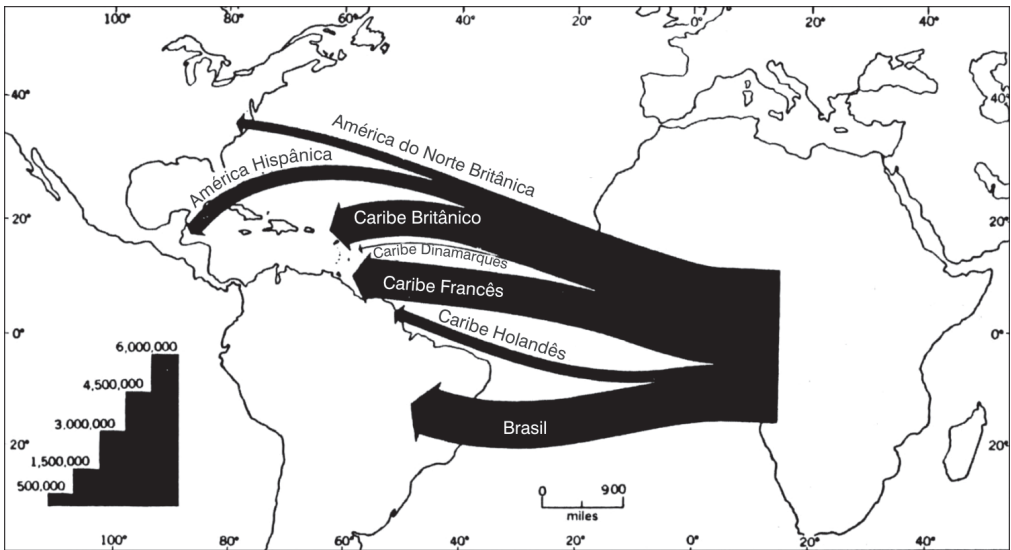 100° 80° 60° 40° 20° 0° 20° 40°
40° 40°
América do Norte Britânica
América Hispânica
20° 20°
Caribe Britânico
Caribe Dinamarquês
Caribe Francês
Caribe Holandês
0° 0°
6,000,000
4,500,000
3.000,000
1,500,000
500,000
Brasil
20° 20°
0 900
miles
100° 80° 60° 40° 20° 0° 20° 40°